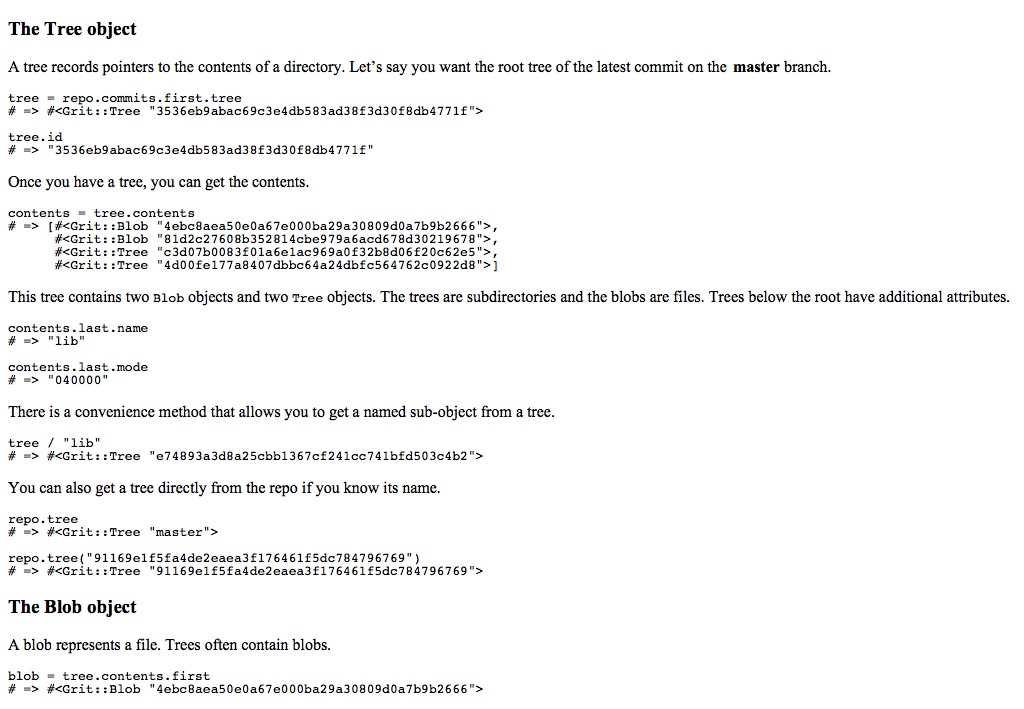 The Tree object
A tree records pointers to the contents of a directory. Let’s say you want the root tree of the latest commit on the master branch.
tree = repo.commits.first.tree
# => #<Grit::Tree "3536eb9abac69c3e4db583ad38f3d30f8db4771f">
tree.id
# => "3536eb9abac69c3e4db583ad38f3d30f8db4771f"
Once you have a tree, you can get the contents.
contents = tree.contents
# => [#<Grit::Blob "4ebc8aea50e0a67e000ba29a30809d0a7b9b2666">,
#<Grit::Blob "81d2c27608b352814cbe979a6acd678d30219678">,
#<Grit::Tree "c3d07b0083f01a6e1ac969a0f32b8d06f20c62e5">,
#<Grit::Tree "4d00fe177a8407dbbc64a24dbfc564762c0922d8">]
This tree contains two Blob objects and two Tree objects. The trees are subdirectories and the blobs are files. Trees below the root have additional attributes.
contents.last.name
# => "lib"
contents.last.mode
# => "040000"
There is a convenience method that allows you to get a named sub-object from a tree.
tree / "lib"
# => #<Grit::Tree "e74893a3d8a25cbb1367cf241cc741bfd503c4b2">
You can also get a tree directly from the repo if you know its name.
repo.tree
# => #<Grit::Tree "master">
repo.tree("91169e1f5fa4de2eaea3f176461f5dc784796769")
# => #<Grit::Tree "91169e1f5fa4de2eaea3f176461f5dc784796769">
The Blob object
A blob represents a file. Trees often contain blobs.
blob = tree.contents.first
# => #<Grit::Blob "4ebc8aea50e0a67e000ba29a30809d0a7b9b2666">